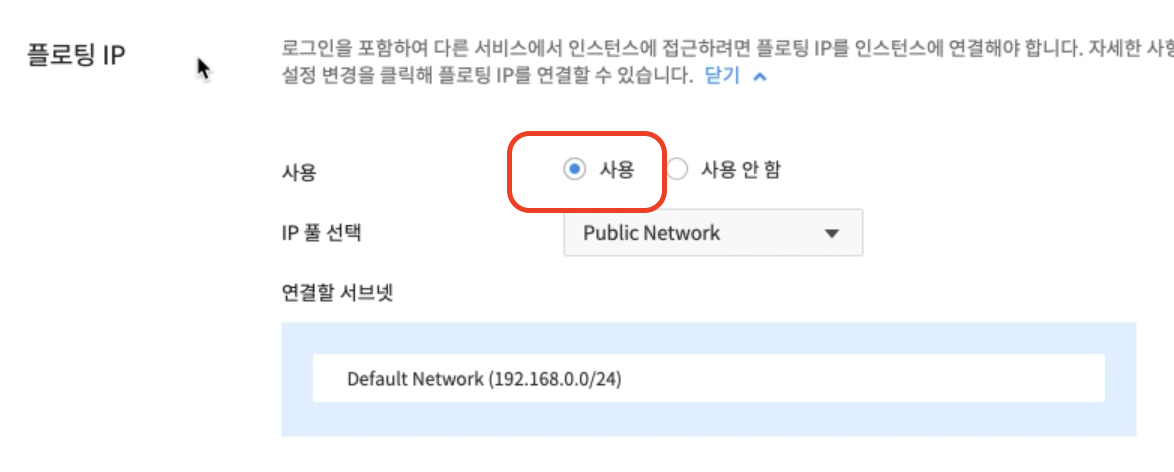 플로팅 IP
로그인을 포함하여 다른 서비스에서 인스턴스에 접근하려면 플로팅 IP를 인스턴스에 연결해야 합니다. 자세한
설정 변경을 클릭해 플로팅 IP를 연결할 수 있습니다. 닫기
사용 사용 사용 안 함
IP 풀 선택 Public Network
연결할 서브넷
Default Network (192.168.0.0/24)